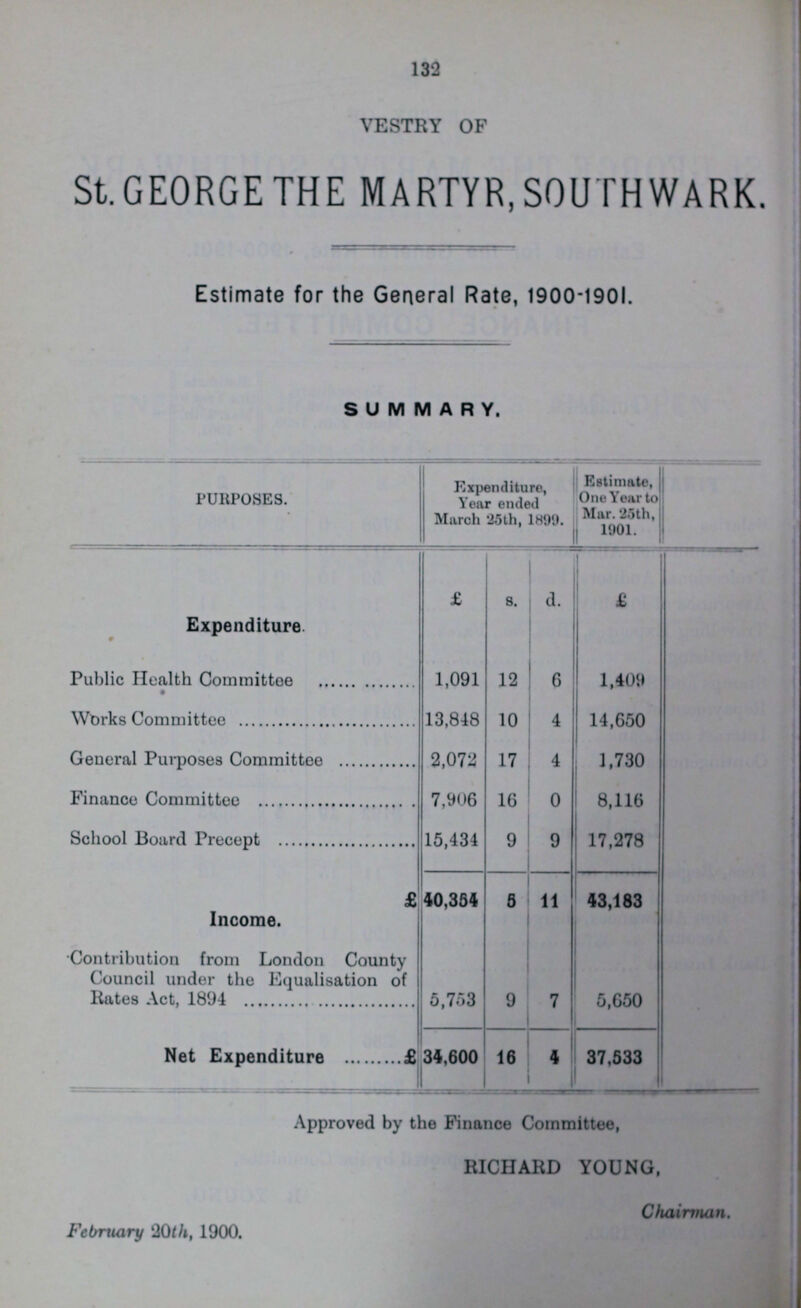 132
VESTRY OF
St. GEORGE THE MARTYR, SOUTHWARK.
Estimate for the General Rate, 1900-1901.
SUMMARY.
PURPOSES. Expenditure, Year ended March 25th, 1899. Estimate, One Year to Mar. 25th, 1901.
£ s. d. £
Expenditure.
Public Health Committee ...... ......... 1,091 12 6 1,409
Works Committee .............................. 13,848 10 4 14,650
General Purposes Committee ............ 2,072 17 4 1,730
Finance Committee .......................... 7,906 16 0 8,116
School Board Precept ........................ 15,434 9 9 17,278
£ 40,354 5 11 43,183
Income.
Contribution from London County
Council under the Equalisation of
Rates Act, 1894 ........................... 5,753 9 7 5,650
Net Expenditure .........£ 34,600 16 4 37,533
Approved by the Finance Committee,
RICHARD YOUNG,
Chairman.
February 20th, 1900.